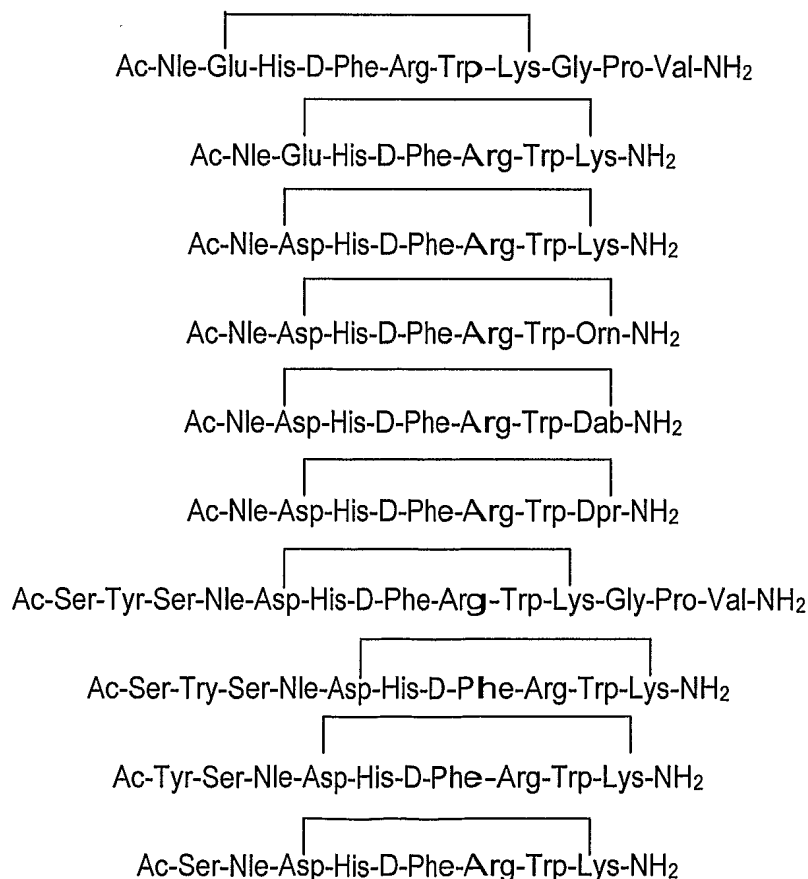 Ac-Nle-Glu-His-D-Phe-Arg-Trp-Lys-Gly-Pro-Val-NH₂
Ac-Nle-Glu-His-D-Phe-Arg-Trp-Lys-NH₂
Ac-Nle-Asp-His-D-Phe-Arg-Trp-Lys-NH₂
Ac-Nle-Asp-His-D-Phe-Arg-Trp-Orn-NH₂
Ac-Nle-Asp-His-D-Phe-Arg-Trp-Dab-NH₂
Ac-Nle-Asp-His-D-Phe-Arg-Trp-Dpr-NH₂
Ac-Ser-Tyr-Ser-Nle-Asp-His-D-Phe-Arg-Trp-Lys-Gly-Pro-Val-NH₂
Ac-Ser-Try-Ser-Nle-Asp-His-D-Phe-Arg-Trp-Lys-NH₂
Ac-Tyr-Ser-Nle-Asp-His-D-Phe-Arg-Trp-Lys-NH₂
Ac-Ser-Nle-Asp-His-D-Phe-Arg-Trp-Lys-NH₂